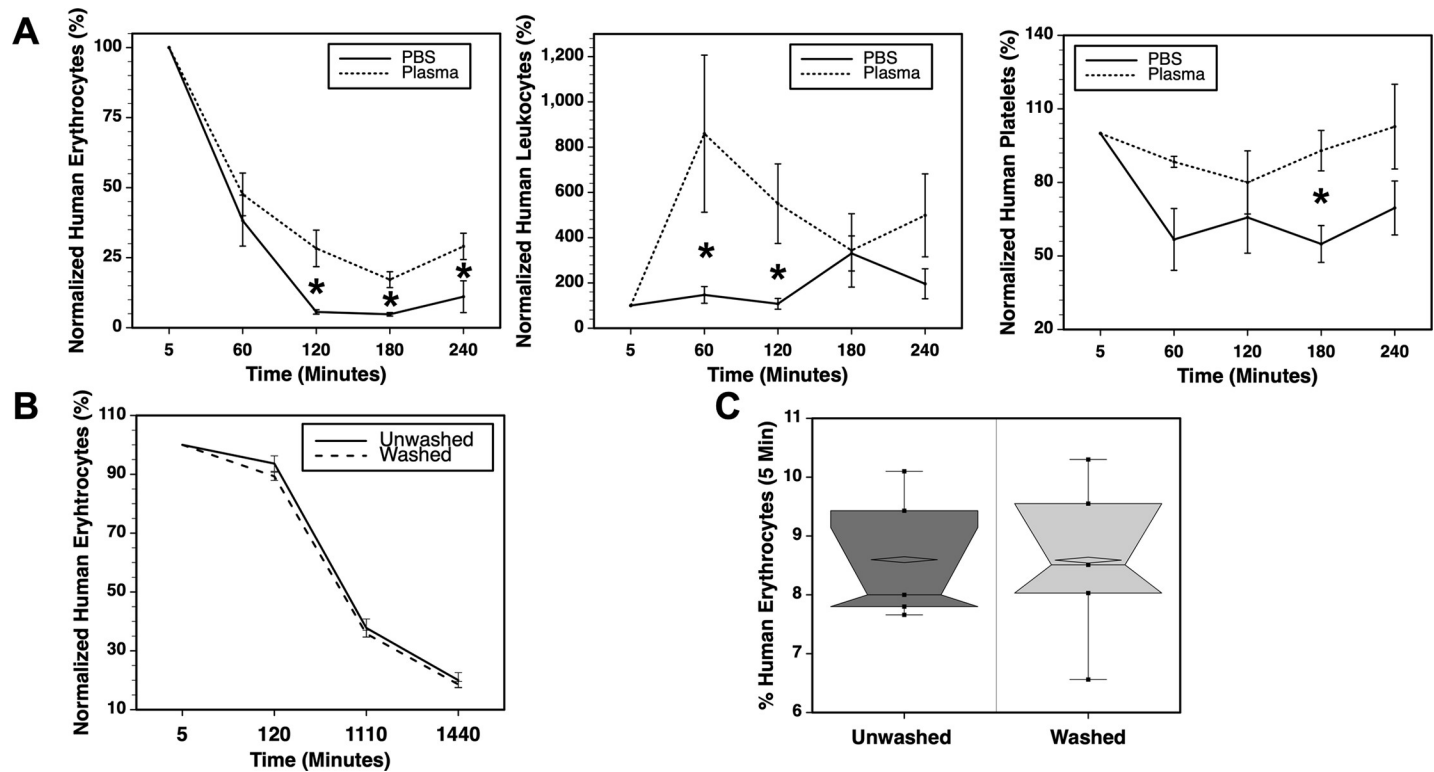 A
Normalized Human Erythrocytes (%)
100
75
50
25
0
PBS
Plasma
*
*
*
5 60 120 180 240
Time (Minutes)
Normalized Human Leukocytes (%)
1,200
1,000
800
600
400
200
0
PBS
Plasma
*
*
5 60 120 180 240
Time (Minutes)
Normalized Human Platelets (%)
140
110
80
50
20
PBS
Plasma
*
5 60 120 180 240
Time (Minutes)
B
Normalized Human Eryhtrocytes (%)
110
90
70
50
30
10
Unwashed
Washed
5 120 1110 1440
Time (Minutes)
C
% Human Erythrocytes (5 Min)
11
10
9
8
7
6
Unwashed Washed